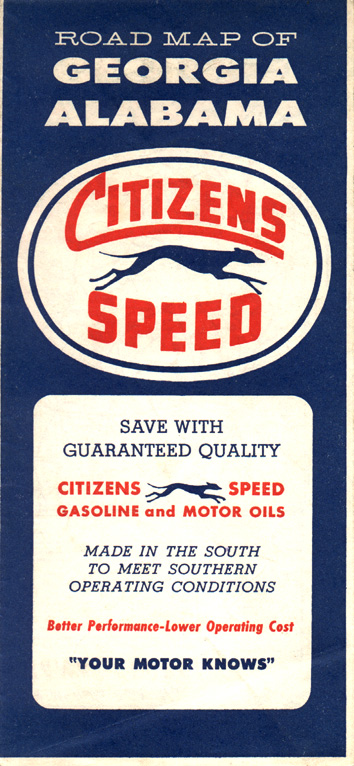 ROAD MAP OF
GEORGIA
ALABAMA
CITIZENS
SPEED
SAVE WITH
GUARANTEED QUALITY
CITIZENS SPEED
GASOLINE and MOTOR OILS
MADE IN THE SOUTH
TO MEET SOUTHERN
OPERATING CONDITIONS
Better Performance-Lower Operating Cost
"YOUR MOTOR KNOWS"